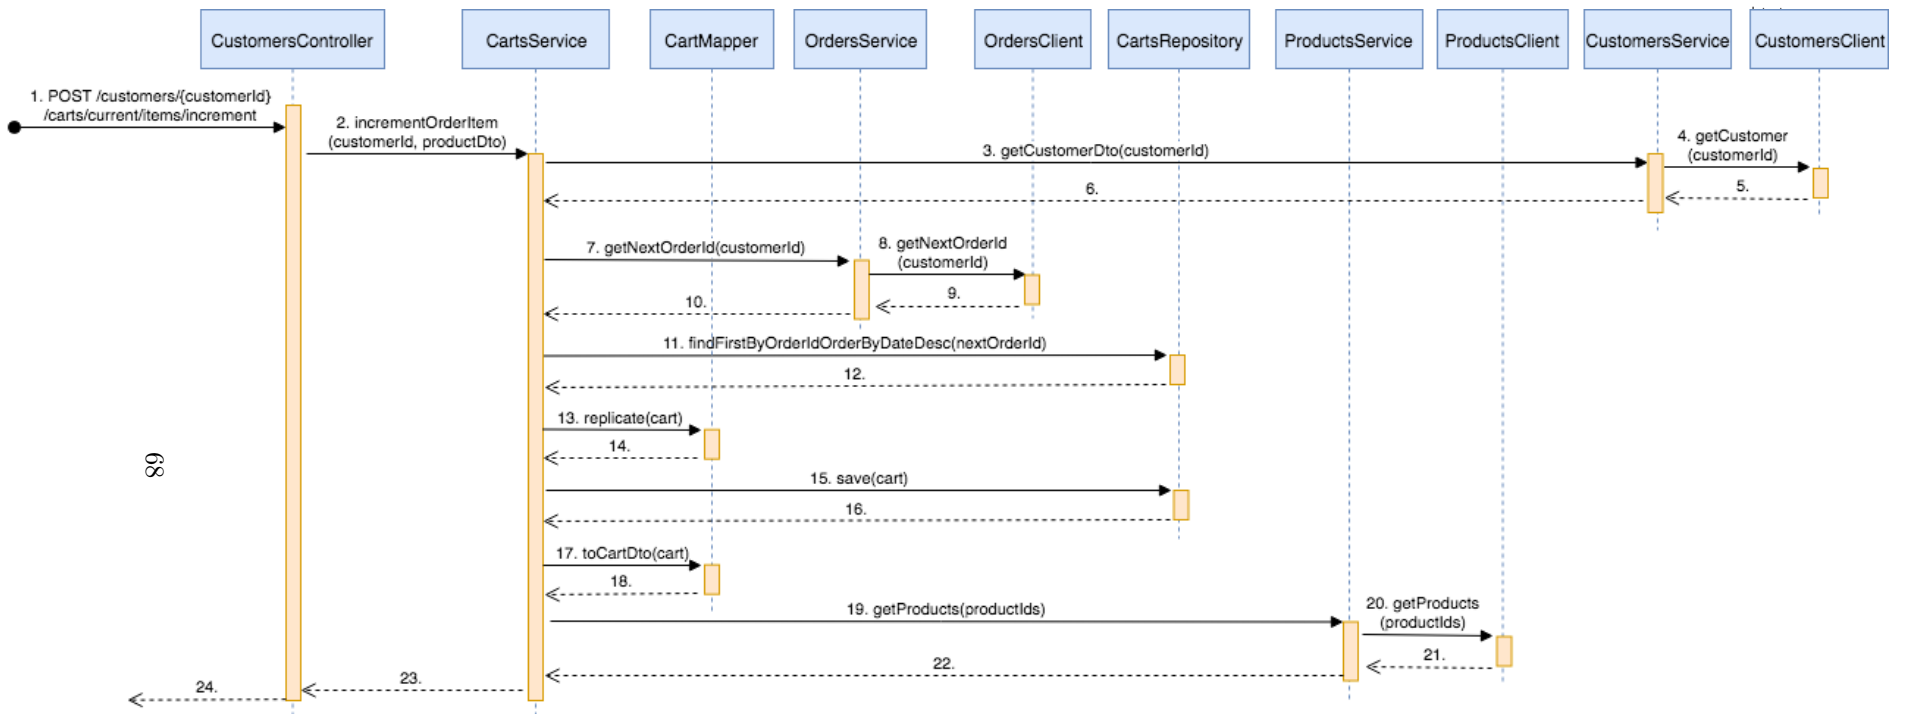 CustomersController
CartsService
CartMapper
OrdersService
OrdersClient
CartsRepository
ProductsService
ProductsClient
CustomersService
CustomersClient
1. POST /customers/{customerId}
/carts/current/items/increment
2. incrementOrderItem
(customerId, productDto)
3. getCustomerDto(customerId)
4. getCustomer
(customerId)
5.
6.
7. getNextOrderId(customerId)
8. getNextOrderId
(customerId)
9.
10.
11. findFirstByOrderIdOrderByDateDesc(nextOrderId)
12.
13. replicate(cart)
14.
68
15. save(cart)
16.
17. toCartDto(cart)
18.
19. getProducts(productIds)
20. getProducts
(productIds)
21.
22.
23.
24.